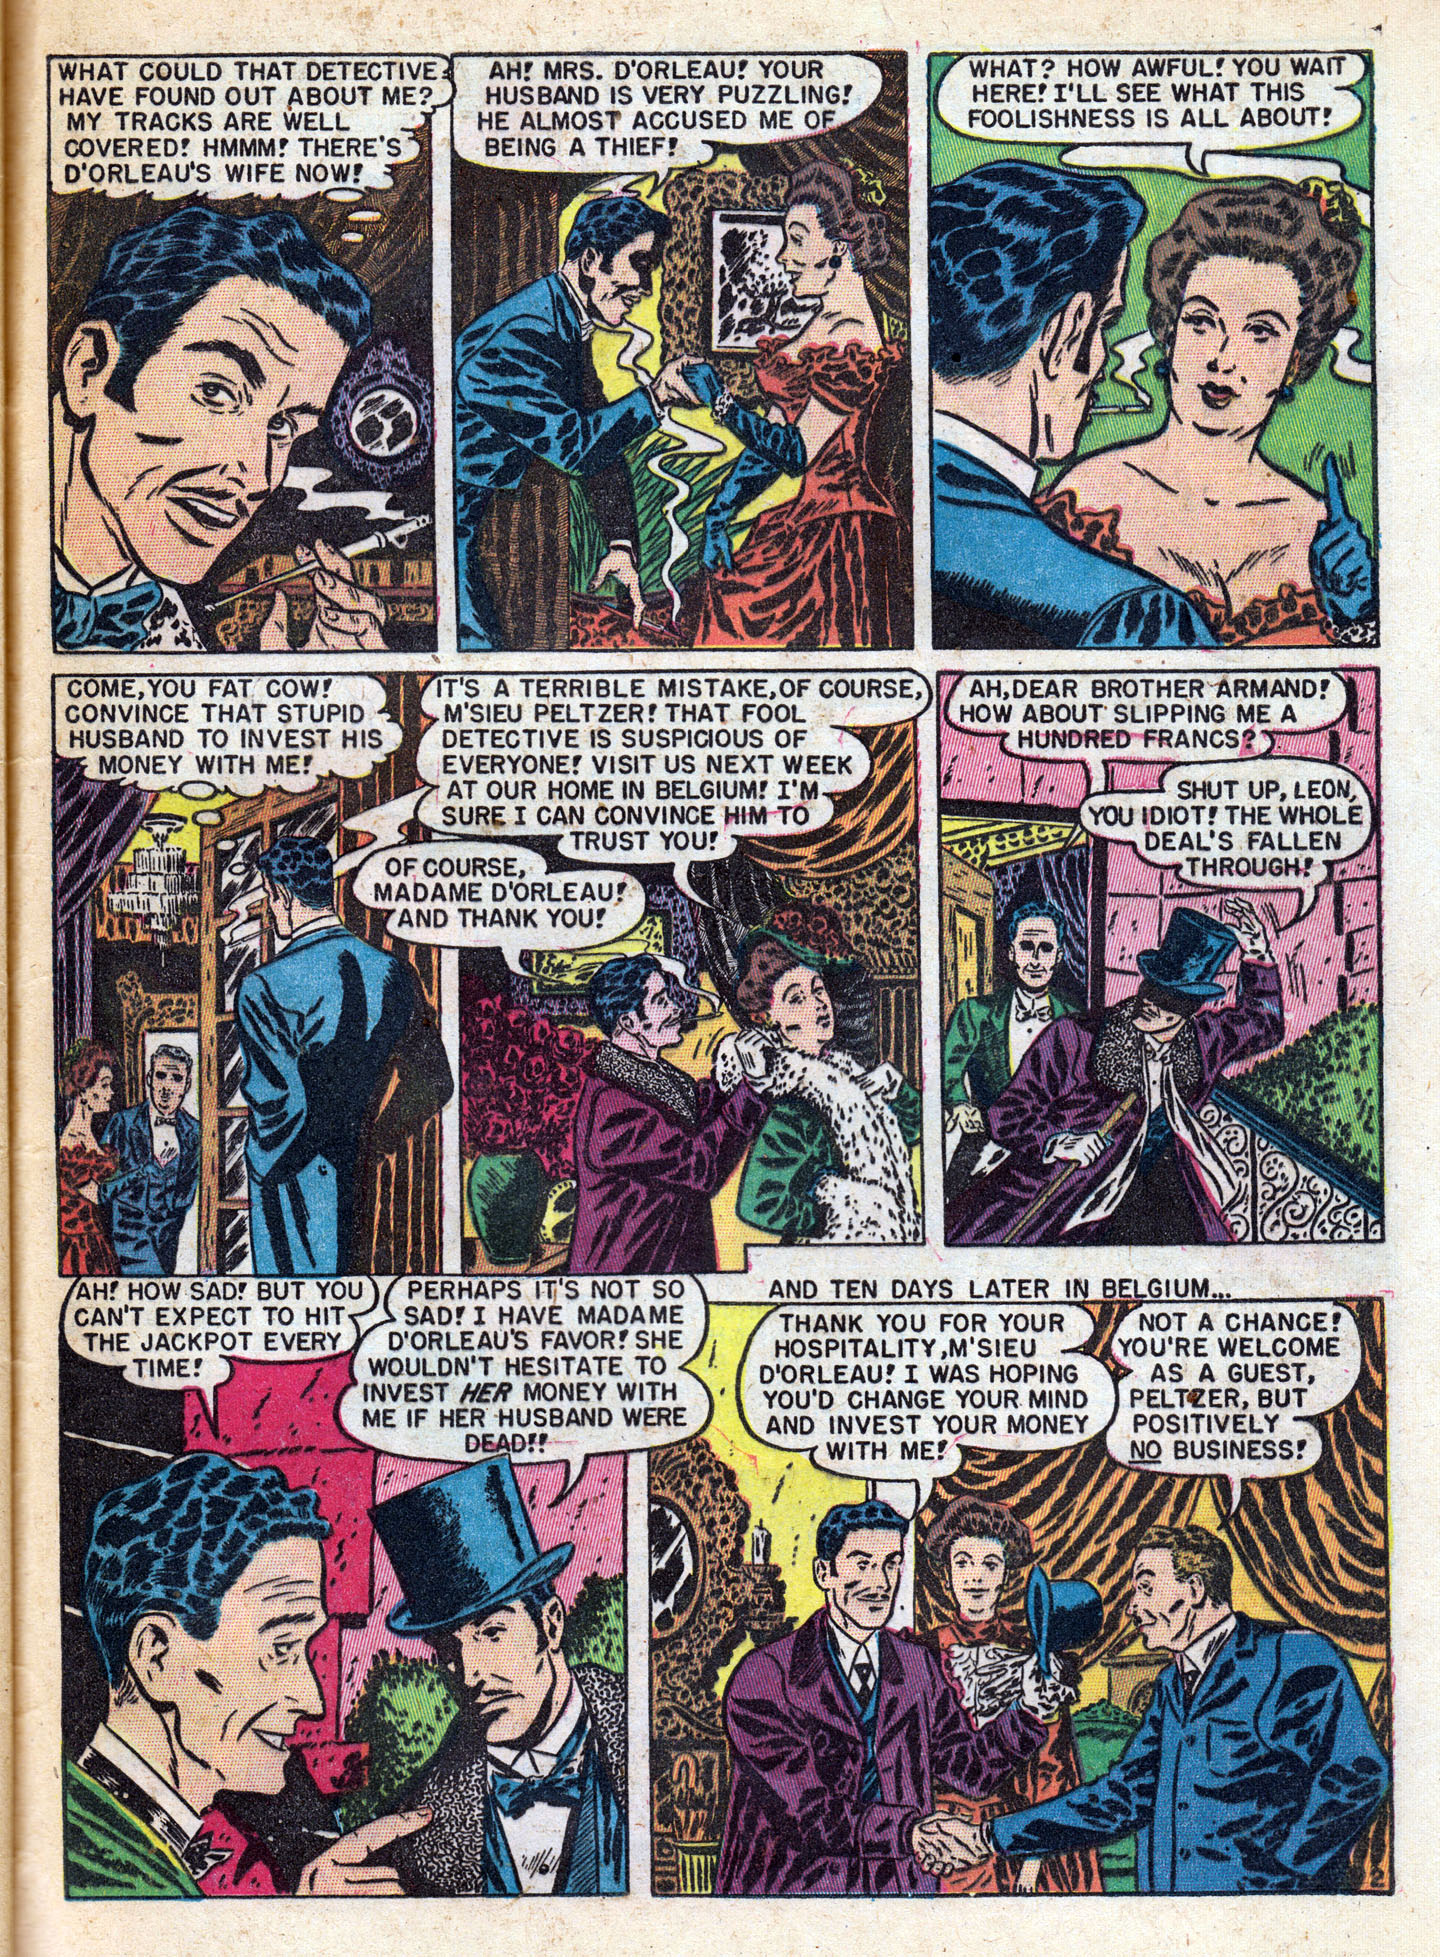 WHAT COULD THAT DETECTIVE
HAVE FOUND OUT ABOUT ME?
MY TRACKS ARE WELL
COVERED! HMMM! THERE'S
D'ORLEAU'S WIFE NOW!
AH! MRS. D'ORLEAU! YOUR
HUSBAND IS VERY PUZZLING!
HE ALMOST ACCUSED ME OF
BEING A THIEF!
WHAT? HOW AWFUL! YOU WAIT
HERE! I'LL SEE WHAT THIS
FOOLISHNESS IS ALL ABOUT!
COME, YOU FAT COW!
CONVINCE THAT STUPID
HUSBAND TO INVEST HIS
MONEY WITH ME!
IT'S A TERRIBLE MISTAKE, OF COURSE,
M'SIEU PELTZER! THAT FOOL
DETECTIVE IS SUSPICIOUS OF
EVERYONE! VISIT US NEXT WEEK
AT OUR HOME IN BELGIUM! I'M
SURE I CAN CONVINCE HIM TO
TRUST YOU!
OF COURSE,
MADAME D'ORLEAU!
AND THANK YOU!
AH, DEAR BROTHER ARMAND!
HOW ABOUT SLIPPING ME A
HUNDRED FRANCS?
SHUT UP, LEON,
YOU IDIOT! THE WHOLE
DEAL'S FALLEN
THROUGH!
AH! HOW SAD! BUT YOU
CAN'T EXPECT TO HIT
THE JACKPOT EVERY
TIME!
PERHAPS IT'S NOT SO
SAD! I HAVE MADAME
D'ORLEAU'S FAVOR! SHE
WOULDN'T HESITATE TO
INVEST HER MONEY WITH
ME IF HER HUSBAND WERE
DEAD!!
AND TEN DAYS LATER IN BELGIUM...
THANK YOU FOR YOUR
HOSPITALITY, M'SIEU
D'ORLEAU! I WAS HOPING
YOU'D CHANGE YOUR MIND
AND INVEST YOUR MONEY
WITH ME!
NOT A CHANCE!
YOU'RE WELCOME
AS A GUEST,
PELTZER, BUT
POSITIVELY
NO BUSINESS!
2